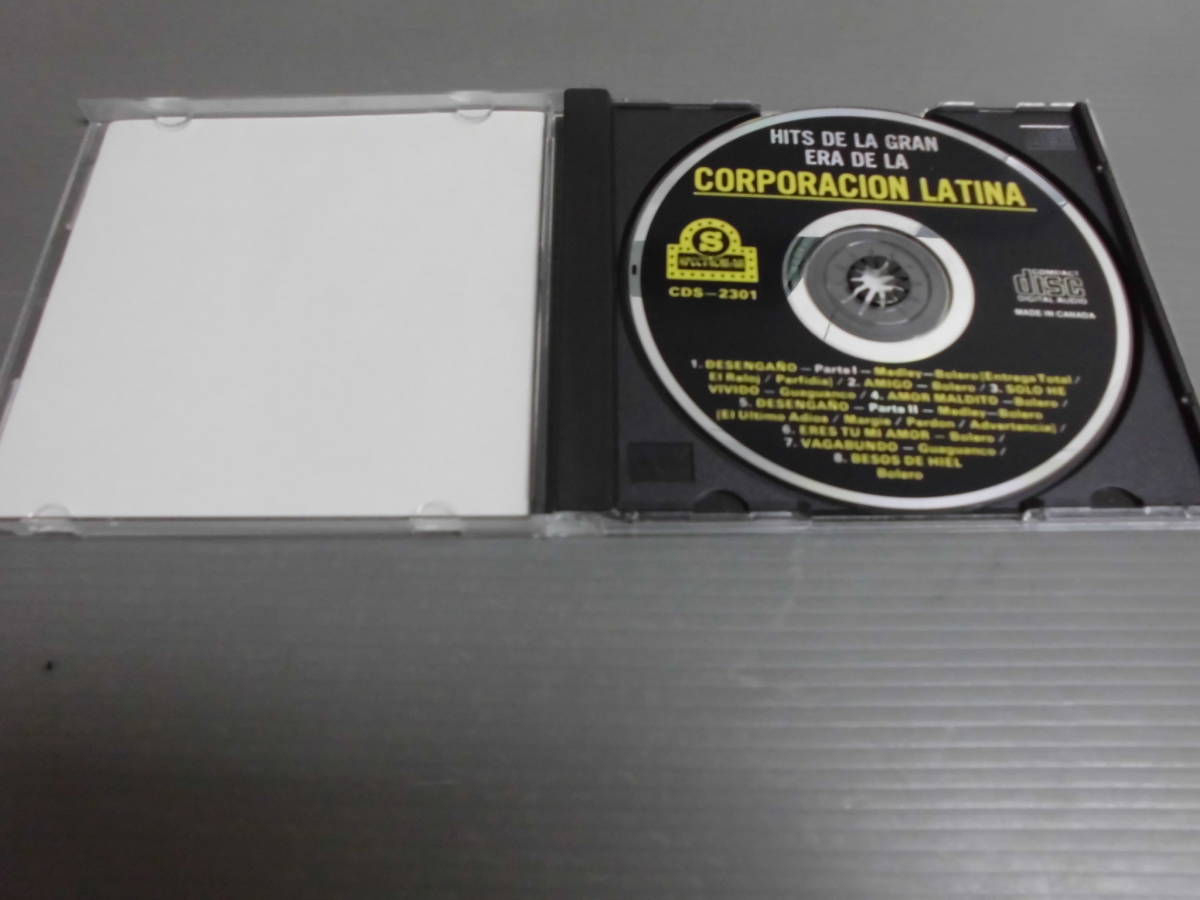 HITS DE LA GRAN
ERA DE LA
CORPORACION LATINA
S
CDS-2301
COMPACT
disc
DIGITAL AUDIO
MADE IN CANADA
1. DESENGAÑO - Parte I - Medley-Bolero (Entrega Total /
El Reloj / Perfidia) / 2. AMIGO - Bolero / 3. SOLO HE
VIVIDO - Guaguanco / 4. AMOR MALDITO -Bolero /
5. DESENGAÑO - Parte II - Medley-Bolero
(El Ultimo Adios / Margie / Perdon / Advertencia) /
6. ERES TU MI AMOR - Bolero /
7. VAGABUNDO - Guaguanco /
8. BESOS DE HIEL
Bolero